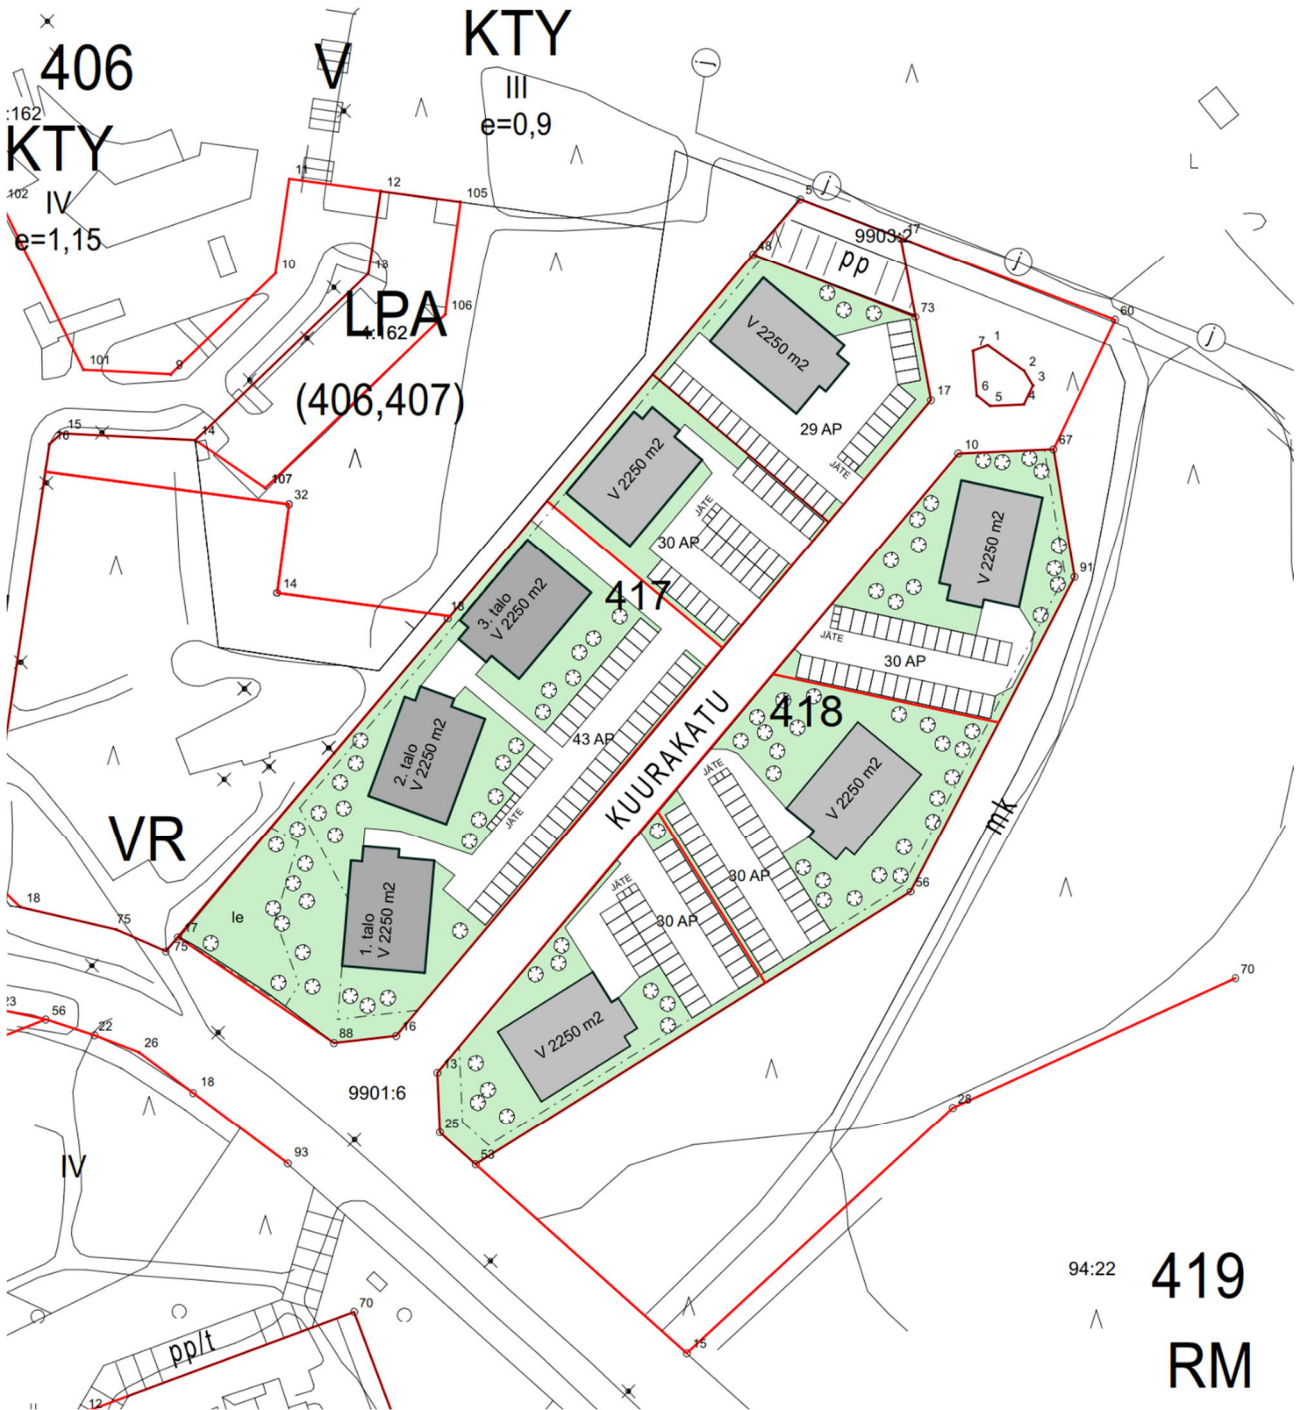 KTY
III
e=0,9
406
V
:162
KTY
IV
e=1,15
102
11
12
105
10
13
106
LPA
4:162
(406,407)
101
9
15
16
14
107
32
14
18
j
j
j
j
5
17
9903:2
pp
48
73
60
L
7
1
2
3
4
5
6
17
10
67
91
V 2250 m2
29 AP
JÄTE
V 2250 m2
JÄTE
30 AP
417
3. talo
V 2250 m2
43 AP
2. talo
V 2250 m2
JÄTE
1. talo
V 2250 m2
le
17
75
88
16
KUURAKATU
V 2250 m2
JÄTE
30 AP
418
V 2250 m2
JÄTE
30 AP
JÄTE
30 AP
V 2250 m2
mk
56
13
25
53
VR
18
75
23
56
22
26
18
93
9901:6
IV
70
28
15
70
pp/t
12
94:22
419
RM